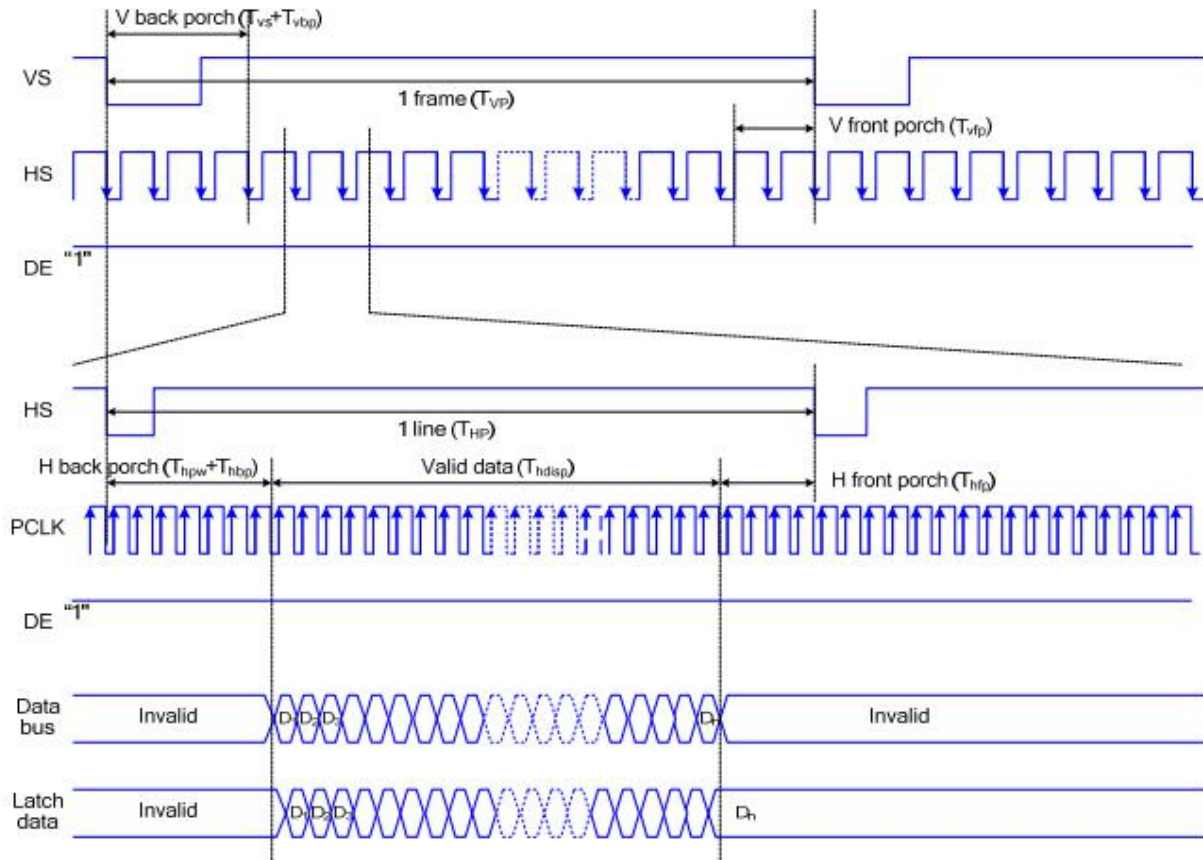 V back porch (Tvs+Tvbp)
VS
1 frame (TVP)
V front porch (Tvfp)
HS
DE "1"
HS
1 line (THP)
H back porch (Thpw+Thbp)
Valid data (Thdisp)
H front porch (Thfp)
PCLK
DE "1"
Data bus
Invalid
D1 D2 D3
Dn
Invalid
Latch data
Invalid
D1 D2 D3
Dn